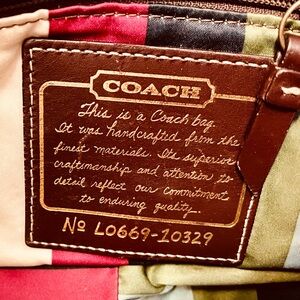 COACH
This is a Coach bag.
It was handcrafted from the
finest materials. Its superior
craftsmanship and attention to
detail reflect our commitment
to enduring quality.
Nº L0669-10329